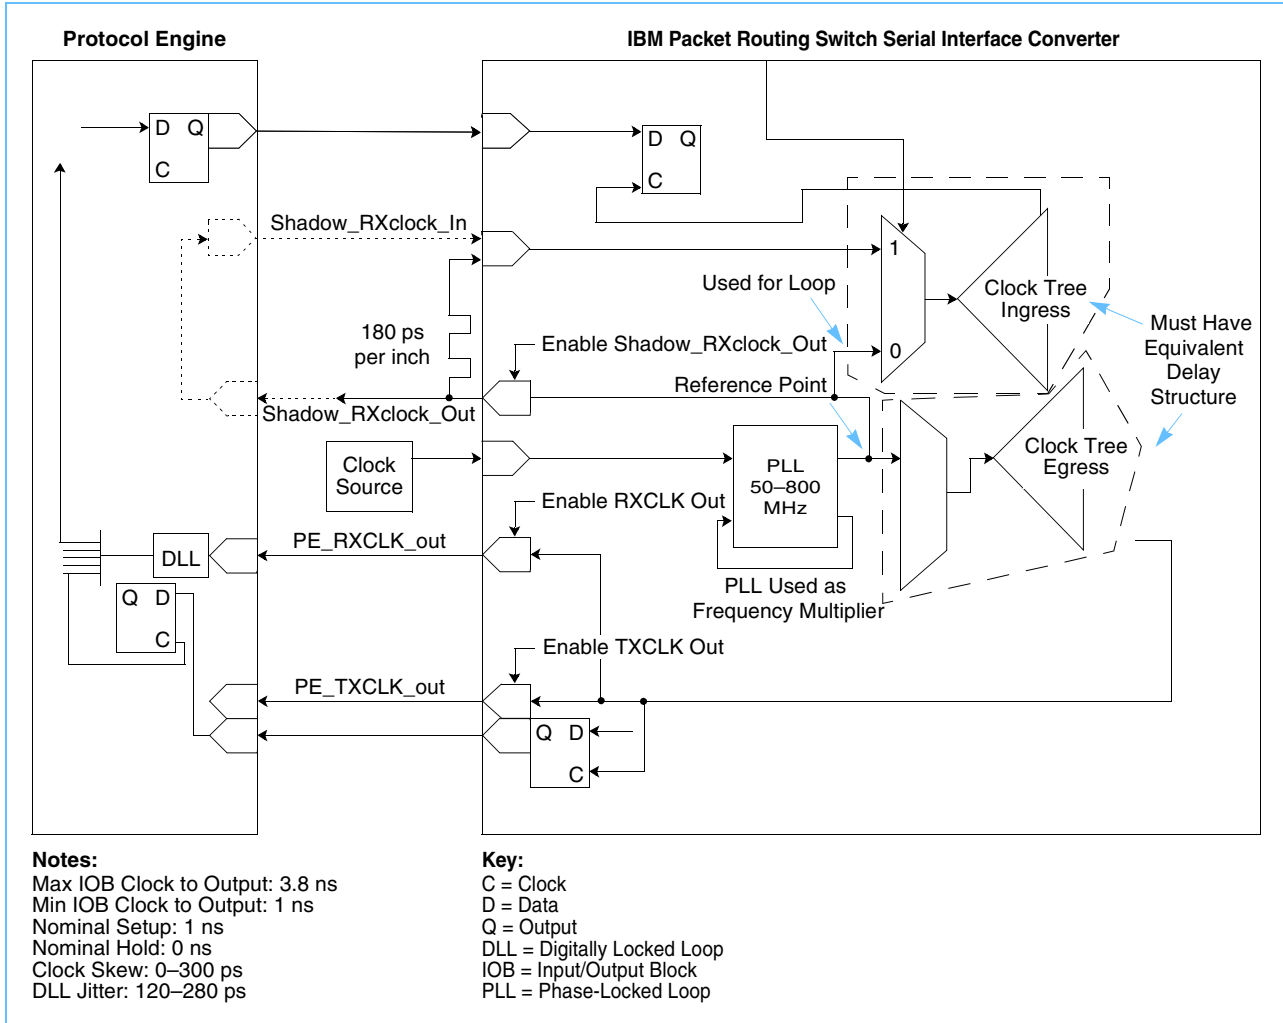 Protocol Engine
IBM Packet Routing Switch Serial Interface Converter
D Q
C
D Q
C
Shadow_RXclock_In
1
Used for Loop
Clock Tree
Ingress
180 ps
per inch
Enable Shadow_RXclock_Out
0
Must Have
Equivalent
Delay
Structure
Reference Point
Shadow_RXclock_Out
Clock
Source
PLL
50–800
MHz
Clock Tree
Egress
Enable RXCLK Out
PE_RXCLK_out
DLL
PLL Used as
Frequency Multiplier
Q D
C
Enable TXCLK Out
PE_TXCLK_out
Q D
C
Notes:
Max IOB Clock to Output: 3.8 ns
Min IOB Clock to Output: 1 ns
Nominal Setup: 1 ns
Nominal Hold: 0 ns
Clock Skew: 0–300 ps
DLL Jitter: 120–280 ps
Key:
C = Clock
D = Data
Q = Output
DLL = Digitally Locked Loop
IOB = Input/Output Block
PLL = Phase-Locked Loop